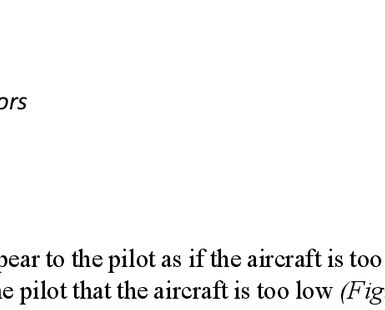 ors
pear to the pilot as if the aircraft is too
e pilot that the aircraft is too low (Fig